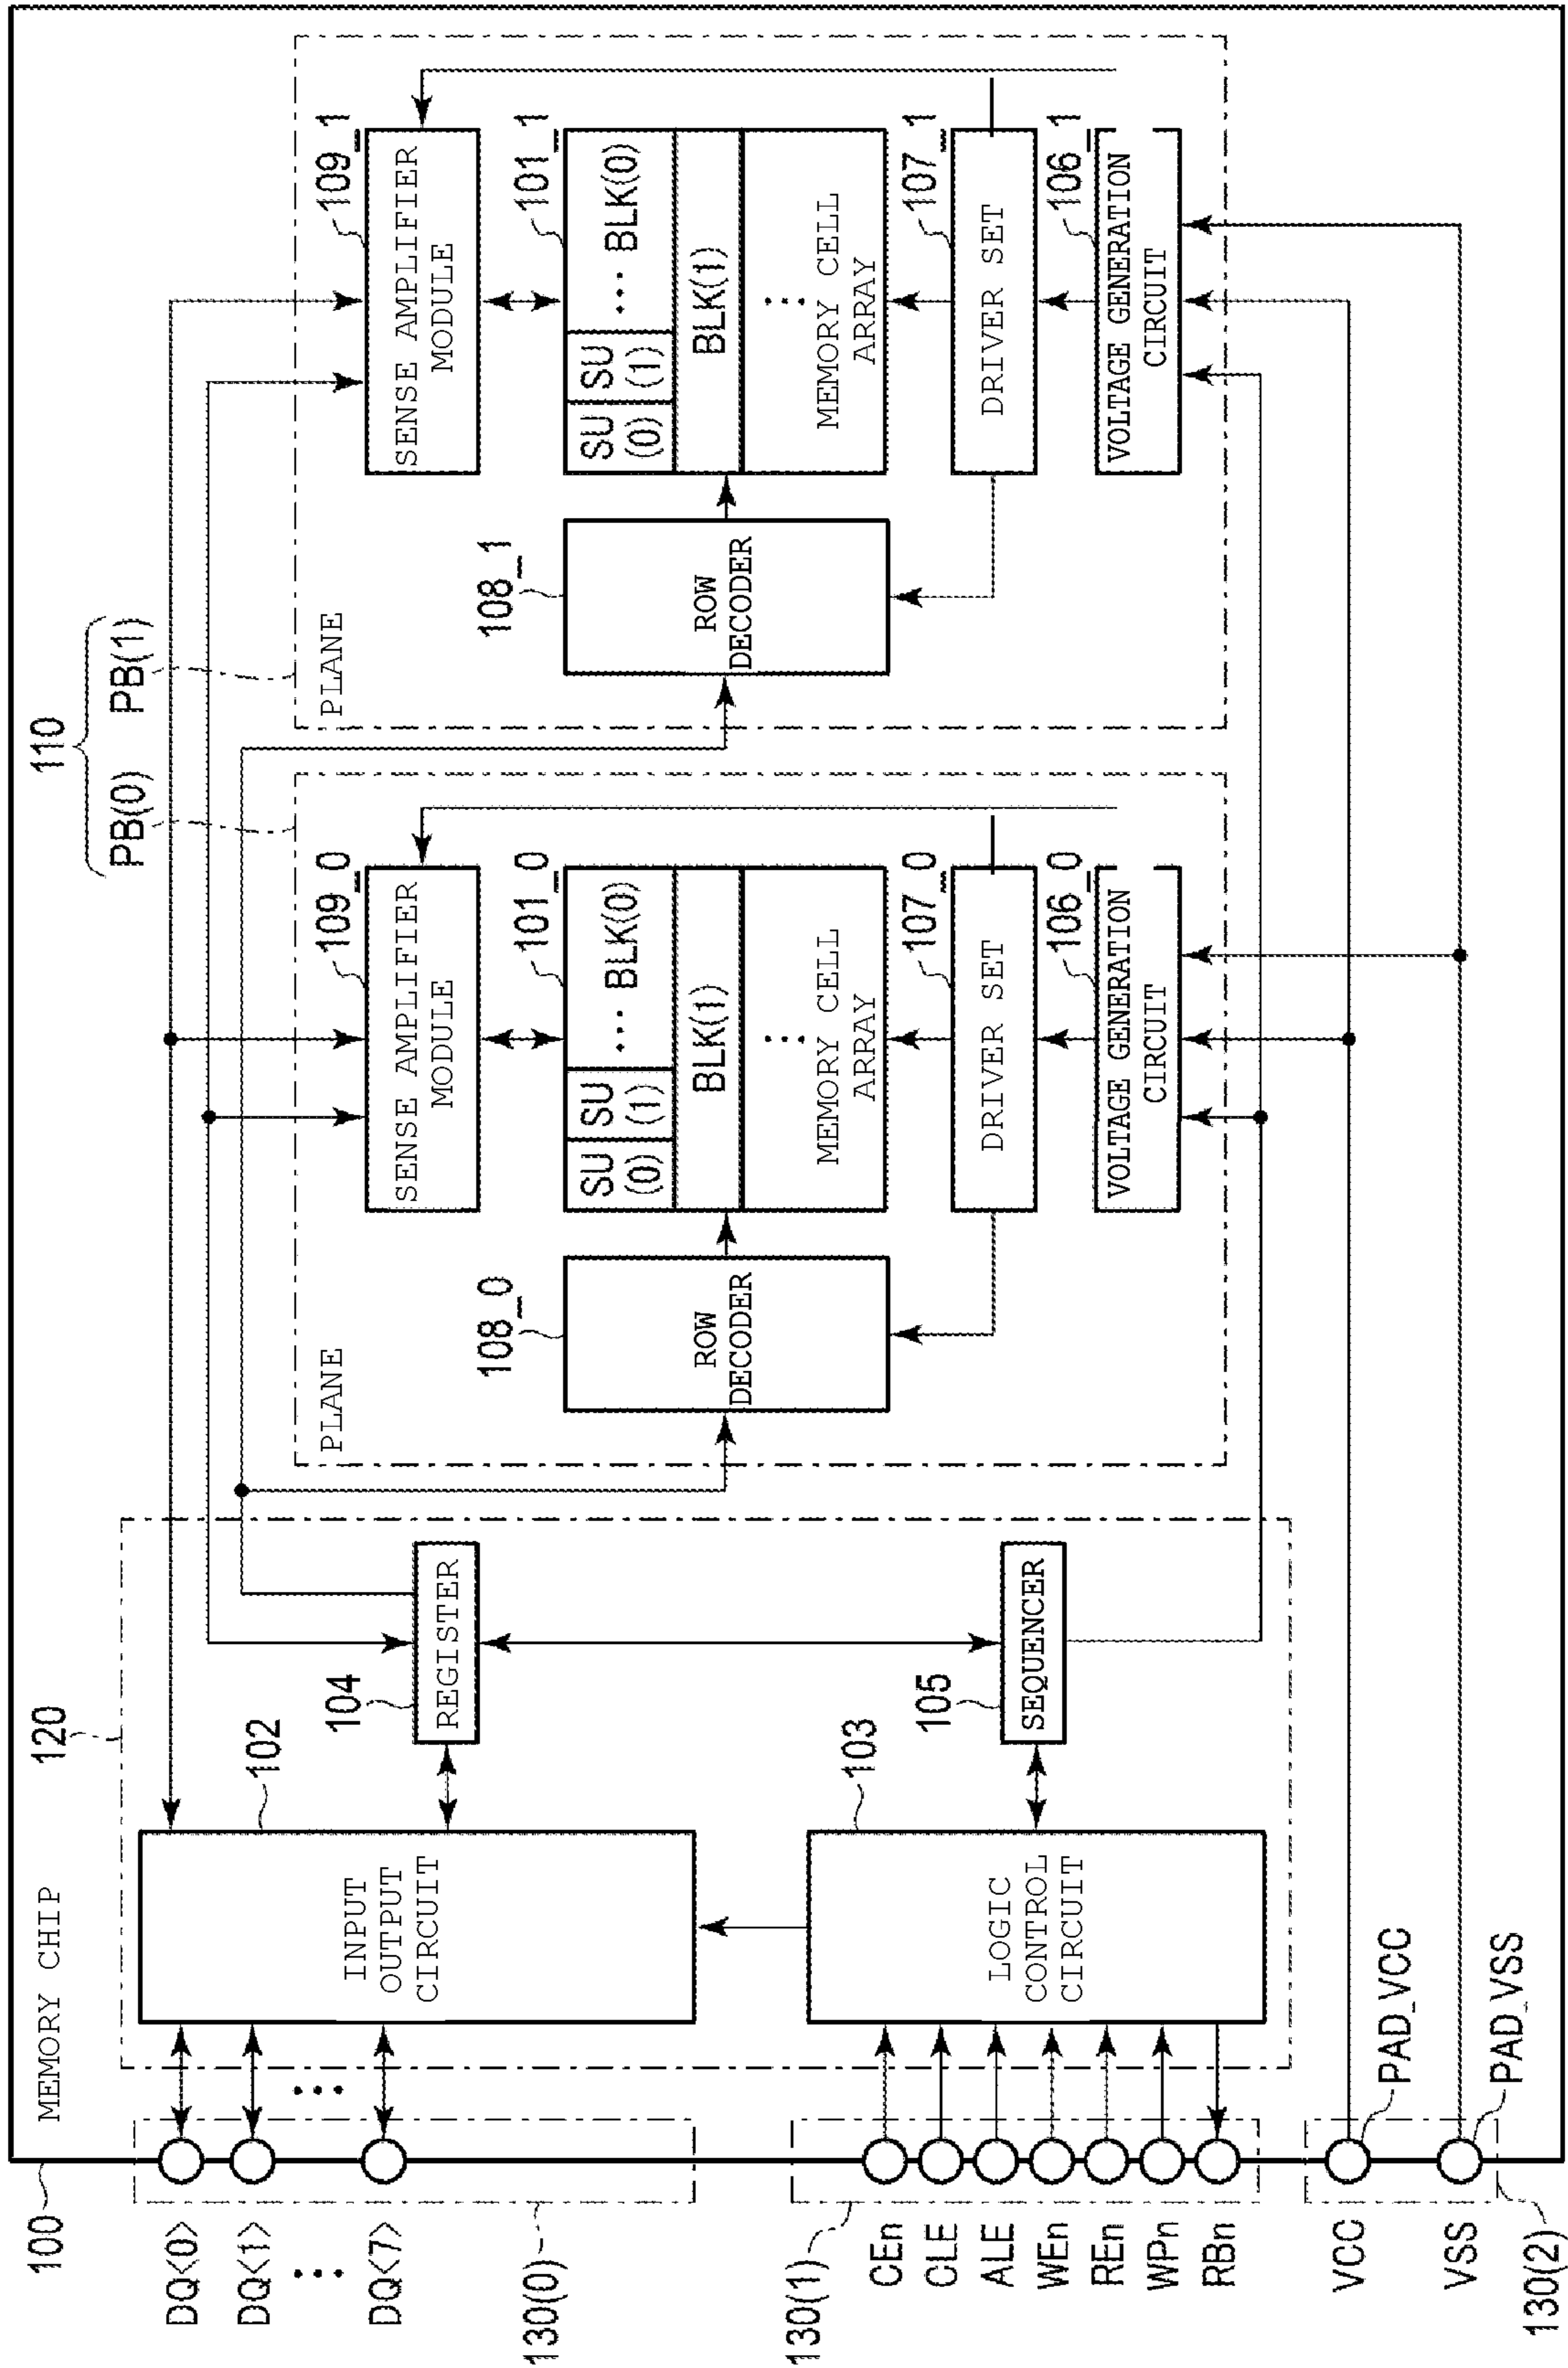 100
MEMORY CHIP
120
110
PB(0)
PB(1)
DQ<0>
DQ<1>
⋮
DQ<7>
130(0)
INPUT
OUTPUT
CIRCUIT
102
104
REGISTER
130(1)
CEn
CLE
ALE
WEn
REn
WPn
RBn
LOGIC
CONTROL
CIRCUIT
103
105
SEQUENCER
VCC
PAD_VCC
VSS
PAD_VSS
130(2)
PLANE
109_0
SENSE AMPLIFIER
MODULE
108_0
ROW
DECODER
101_0
SU
(0)
SU
(1)
... BLK(0)
BLK(1)
⋮
MEMORY CELL
ARRAY
107_0
DRIVER SET
106_0
VOLTAGE GENERATION
CIRCUIT
PLANE
109_1
SENSE AMPLIFIER
MODULE
108_1
ROW
DECODER
101_1
SU
(0)
SU
(1)
... BLK(0)
BLK(1)
⋮
MEMORY CELL
ARRAY
107_1
DRIVER SET
106_1
VOLTAGE GENERATION
CIRCUIT